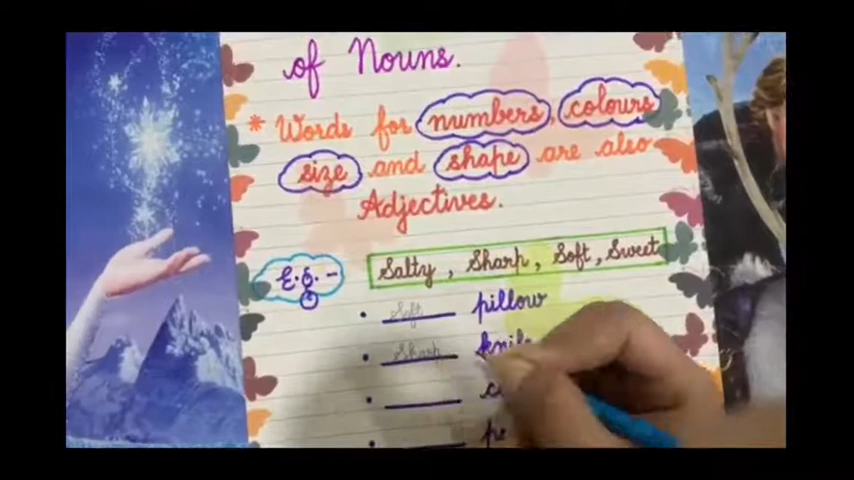 of Nouns.
* Words for numbers, colours
size and shape are also
Adjectives.
E.g. - Salty, Sharp, Soft, Sweet
• Soft pillow
• Sharp
•
•